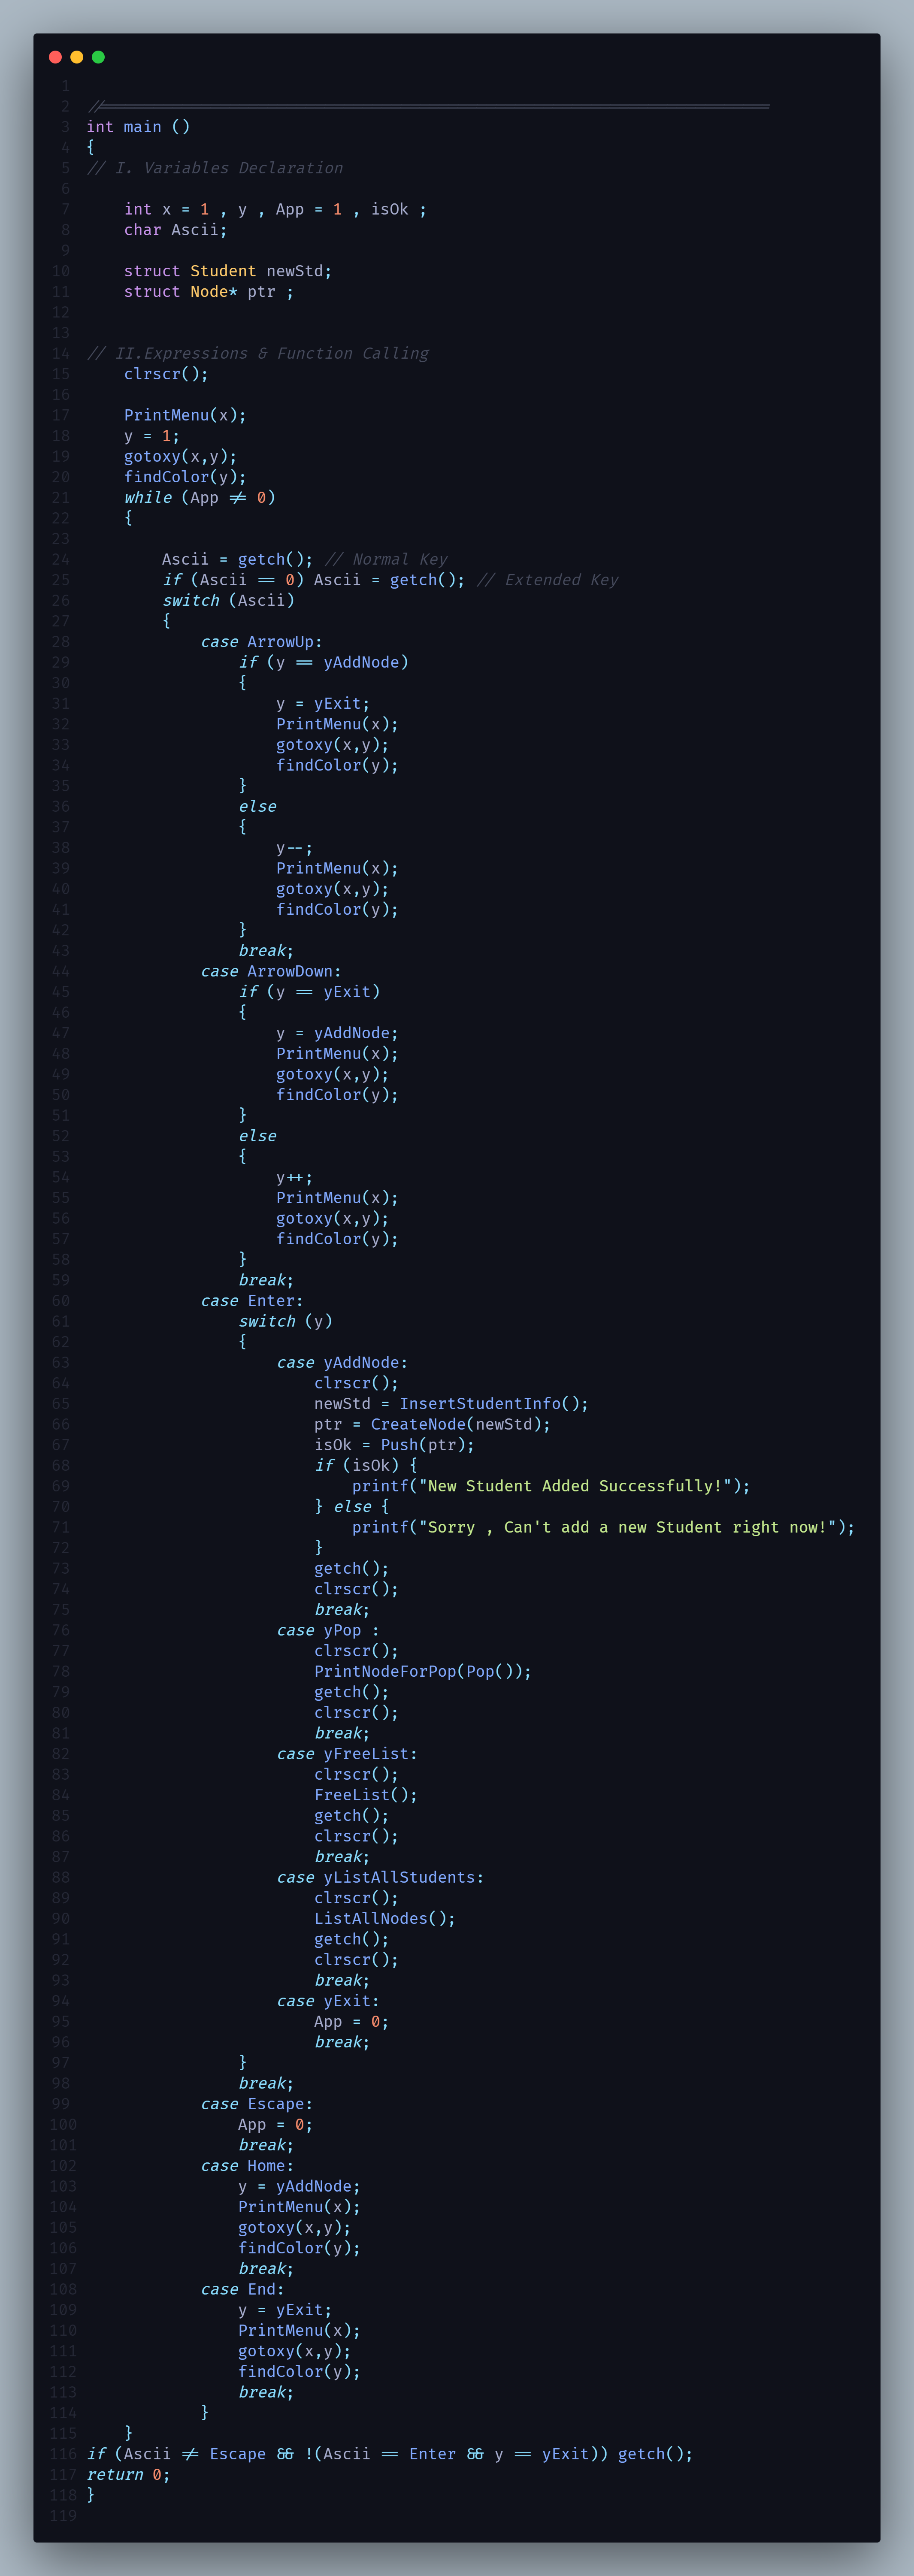 1
2 //======================================================================
3 int main ()
4 {
5 // I. Variables Declaration
6
7     int x = 1 , y , App = 1 , isOk ;
8     char Ascii;
9
10     struct Student newStd;
11     struct Node* ptr ;
12
13
14 // II.Expressions & Function Calling
15     clrscr();
16
17     PrintMenu(x);
18     y = 1;
19     gotoxy(x,y);
20     findColor(y);
21     while (App != 0)
22     {
23
24         Ascii = getch(); // Normal Key
25         if (Ascii == 0) Ascii = getch(); // Extended Key
26         switch (Ascii)
27         {
28             case ArrowUp:
29                 if (y == yAddNode)
30                 {
31                     y = yExit;
32                     PrintMenu(x);
33                     gotoxy(x,y);
34                     findColor(y);
35                 }
36                 else
37                 {
38                     y--;
39                     PrintMenu(x);
40                     gotoxy(x,y);
41                     findColor(y);
42                 }
43                 break;
44             case ArrowDown:
45                 if (y == yExit)
46                 {
47                     y = yAddNode;
48                     PrintMenu(x);
49                     gotoxy(x,y);
50                     findColor(y);
51                 }
52                 else
53                 {
54                     y++;
55                     PrintMenu(x);
56                     gotoxy(x,y);
57                     findColor(y);
58                 }
59                 break;
60             case Enter:
61                 switch (y)
62                 {
63                     case yAddNode:
64                         clrscr();
65                         newStd = InsertStudentInfo();
66                         ptr = CreateNode(newStd);
67                         isOk = Push(ptr);
68                         if (isOk) {
69                             printf("New Student Added Successfully!");
70                         } else {
71                             printf("Sorry , Can't add a new Student right now!");
72                         }
73                         getch();
74                         clrscr();
75                         break;
76                     case yPop :
77                         clrscr();
78                         PrintNodeForPop(Pop());
79                         getch();
80                         clrscr();
81                         break;
82                     case yFreeList:
83                         clrscr();
84                         FreeList();
85                         getch();
86                         clrscr();
87                         break;
88                     case yListAllStudents:
89                         clrscr();
90                         ListAllNodes();
91                         getch();
92                         clrscr();
93                         break;
94                     case yExit:
95                         App = 0;
96                         break;
97                 }
98                 break;
99             case Escape:
100                 App = 0;
101                 break;
102             case Home:
103                 y = yAddNode;
104                 PrintMenu(x);
105                 gotoxy(x,y);
106                 findColor(y);
107                 break;
108             case End:
109                 y = yExit;
110                 PrintMenu(x);
111                 gotoxy(x,y);
112                 findColor(y);
113                 break;
114             }
115     }
116 if (Ascii != Escape && !(Ascii == Enter && y == yExit)) getch();
117 return 0;
118 }
119